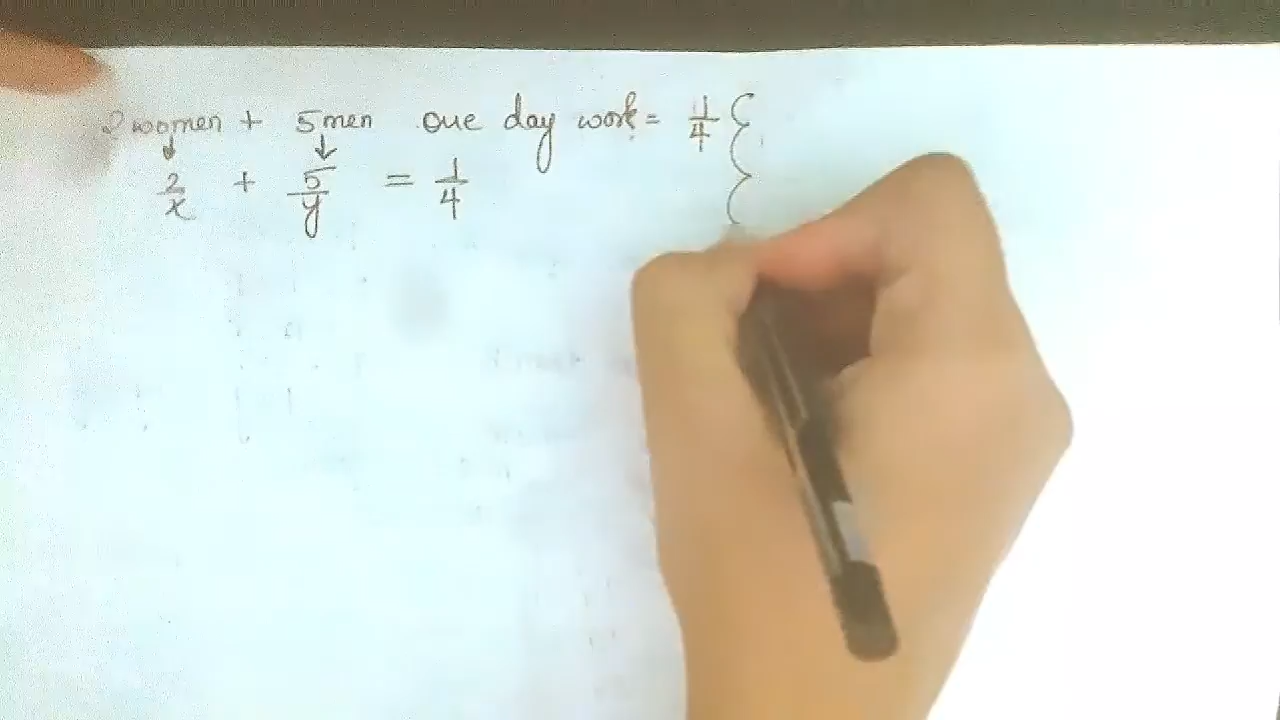 2 women + 5 men one day work = 1/4
2/x + 5/y = 1/4